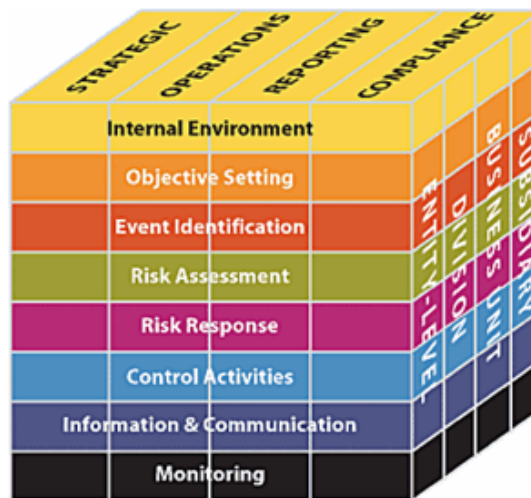 STRATEGIC
OPERATIONS
REPORTING
COMPLIANCE
Internal Environment
Objective Setting
Event Identification
Risk Assessment
Risk Response
Control Activities
Information & Communication
Monitoring
ENTITY-LEVEL
DIVISION
BUSINESS UNIT
SUBSIDIARY